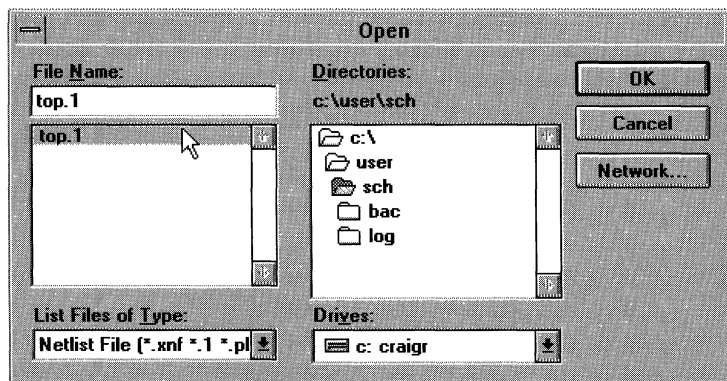 Open
File Name:
top.1
top.1
List Files of Type:
Netlist File (*.xnf *.1 *.pl
Directories:
c:\user\sch
c:\
user
sch
bac
log
Drives:
c: craigr
OK
Cancel
Network...